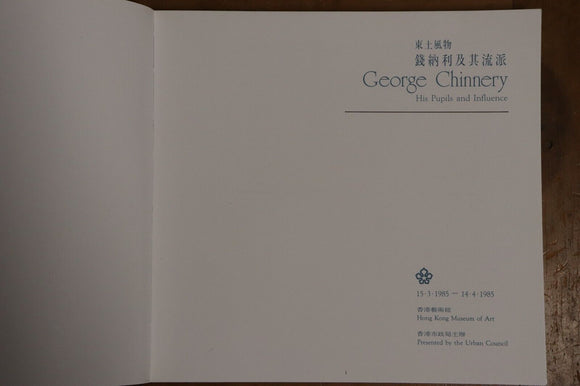 東土風物
錢納利及其流派
George Chinnery
His Pupils and Influence
15·3·1985 — 14·4·1985
香港藝術館
Hong Kong Museum of Art
香港市政局主辦
Presented by the Urban Council
1